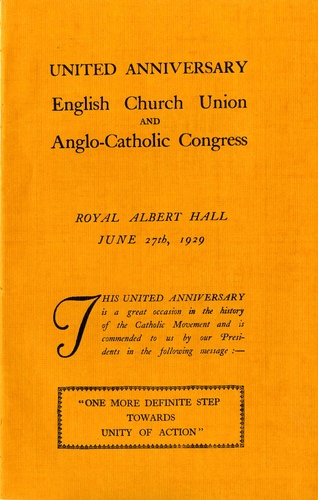 UNITED ANNIVERSARY
English Church Union
AND
Anglo-Catholic Congress
ROYAL ALBERT HALL
JUNE 27th, 1929
THIS UNITED ANNIVERSARY
is a great occasion in the history
of the Catholic Movement and is
commended to us by our Presi-
dents in the following message :—
"ONE MORE DEFINITE STEP
TOWARDS
UNITY OF ACTION"